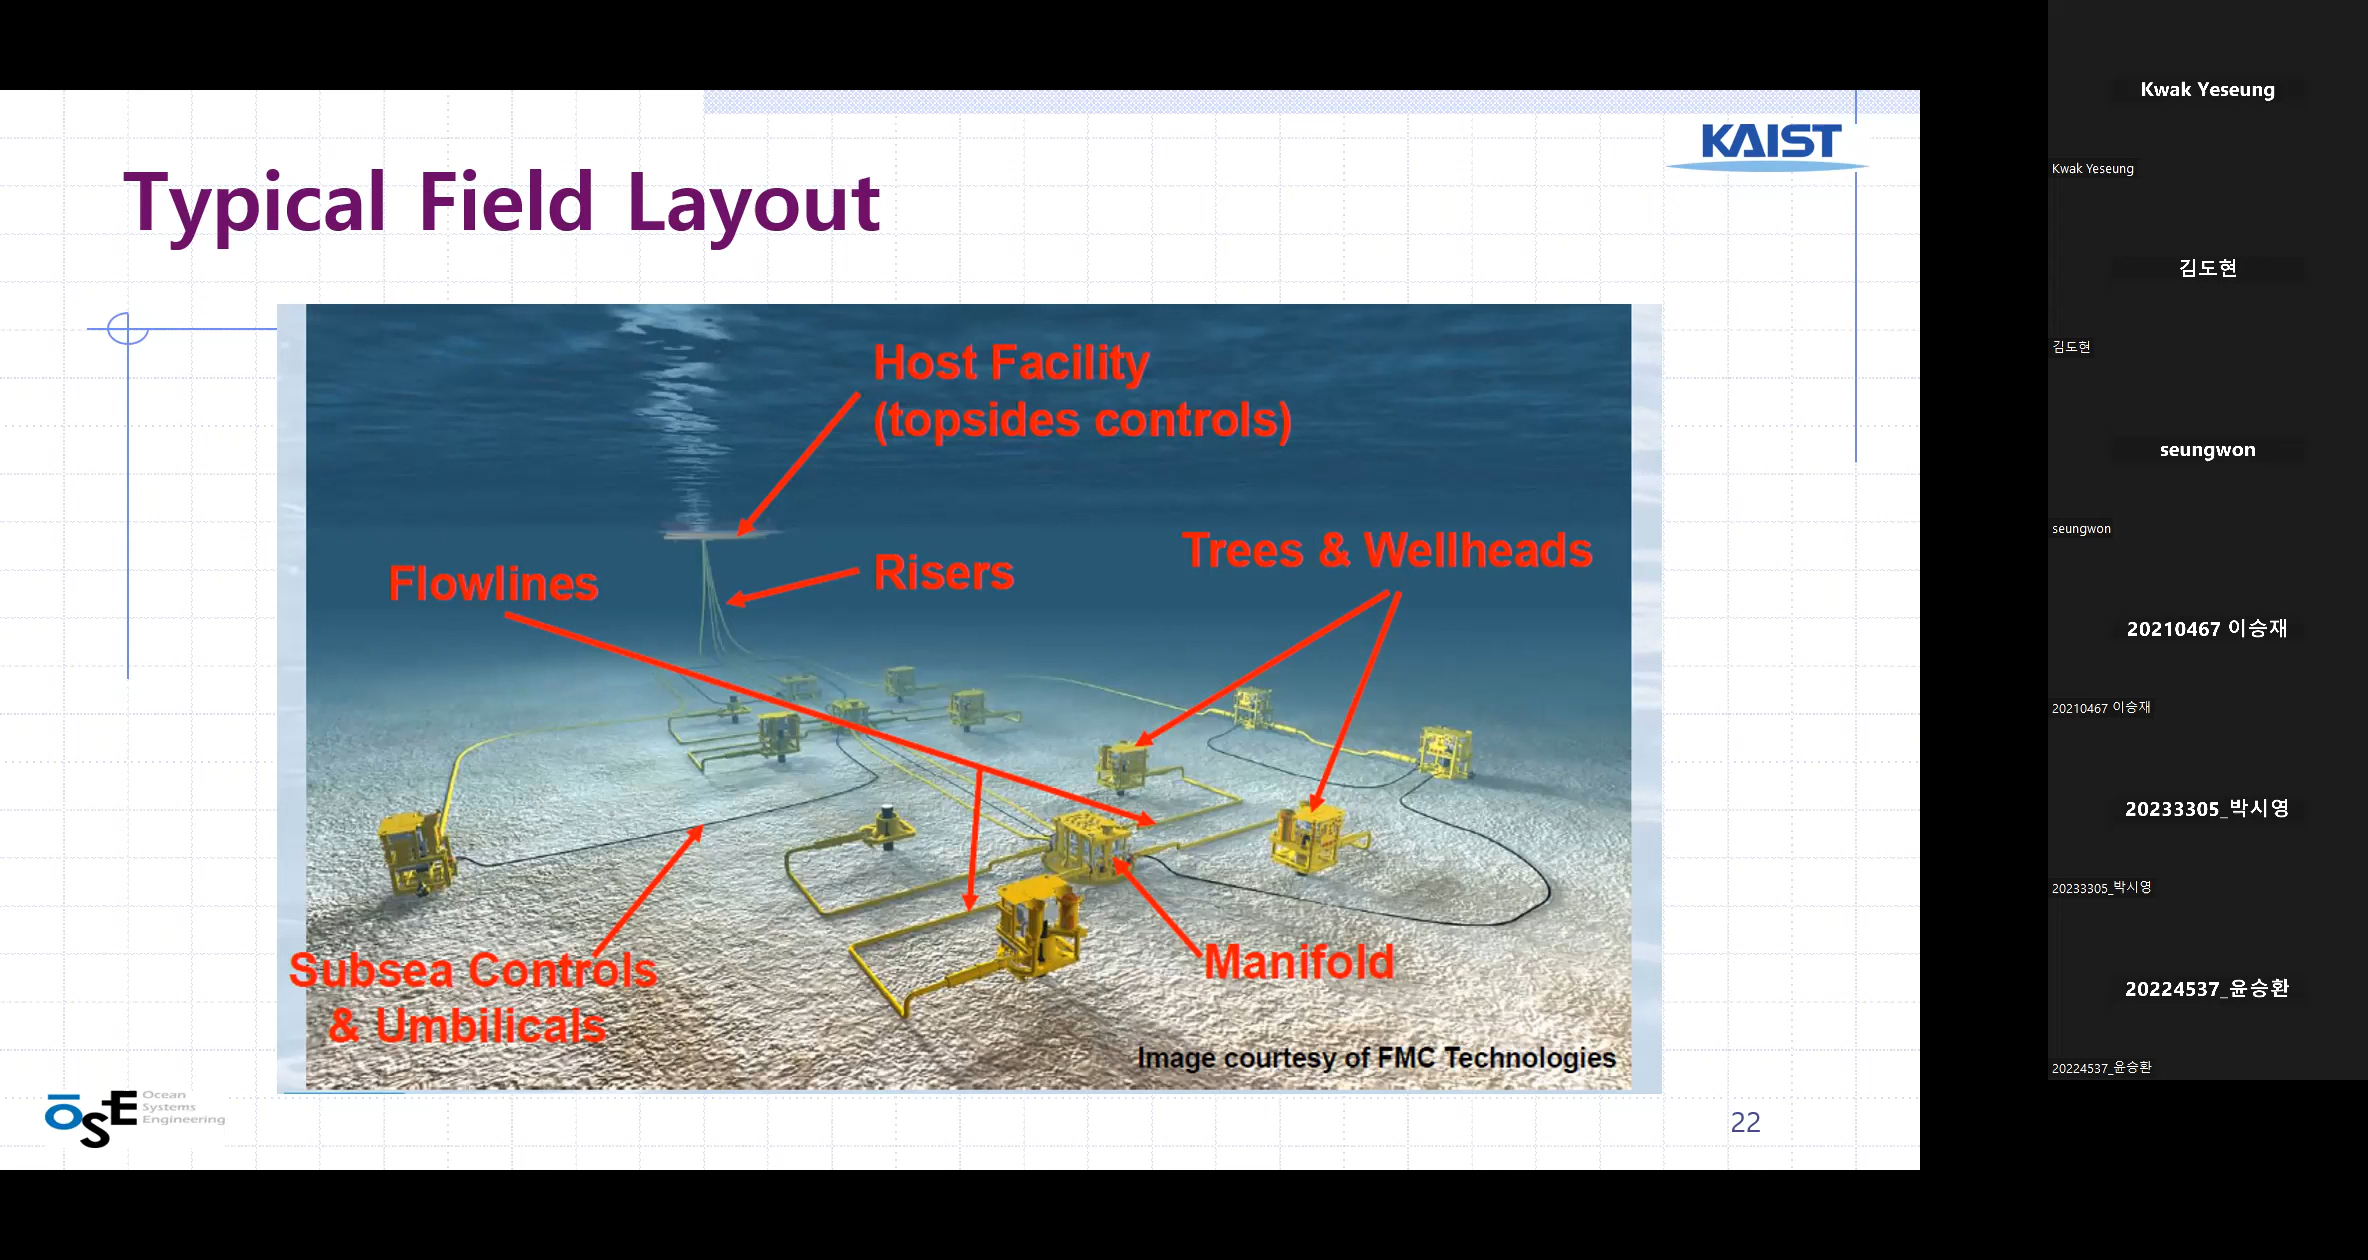 KAIST
Typical Field Layout
Host Facility
(topsides controls)
Flowlines
Risers
Trees & Wellheads
Subsea Controls
& Umbilicals
Manifold
Image courtesy of FMC Technologies
OSE Ocean
Systems
Engineering
22
Kwak Yeseung
Kwak Yeseung
김도현
김도현
seungwon
seungwon
20210467 이승재
20210467 이승재
20233305_박시영
20233305_박시영
20224537_윤승환
20224537_윤승환